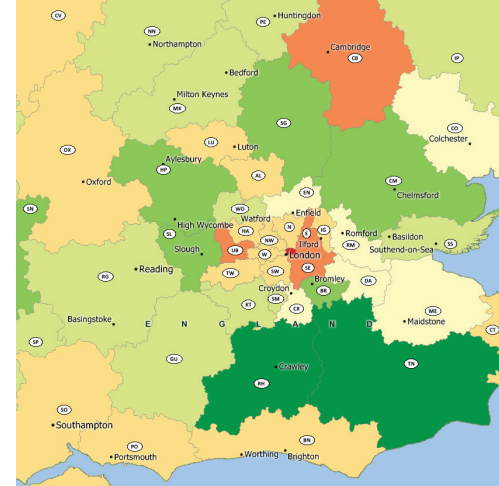 CV
PE
Huntingdon
NN
Northampton
Cambridge
CB
IP
Bedford
Milton Keynes
MK
SG
CO
Colchester
LU
Luton
OX
Aylesbury
HP
AL
CM
Chelmsford
Oxford
EN
SN
WD
Watford
Enfield
High Wycombe
SL
HA
N
E
IG
Romford
Basildon
NW
Ilford
RM
SS
Slough
UB
W
London
Southend-on-Sea
Reading
TW
SW
SE
RG
Bromley
DA
Croydon
BR
KT
SM
CR
ME
Basingstoke
E N G L A N D
Maidstone
CT
SP
GU
Crawley
TN
RH
SO
Southampton
PO
BN
Portsmouth
Worthing
Brighton